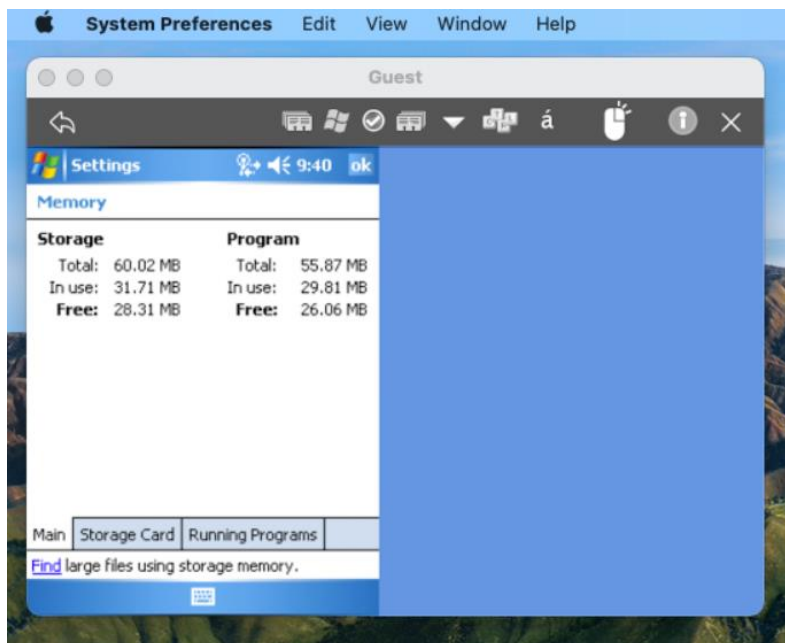 System Preferences Edit View Window Help
Guest
á
Settings 9:40 ok
Memory
Storage Program
Total: 60.02 MB Total: 55.87 MB
In use: 31.71 MB In use: 29.81 MB
Free: 28.31 MB Free: 26.06 MB
Main Storage Card Running Programs
Find large files using storage memory.